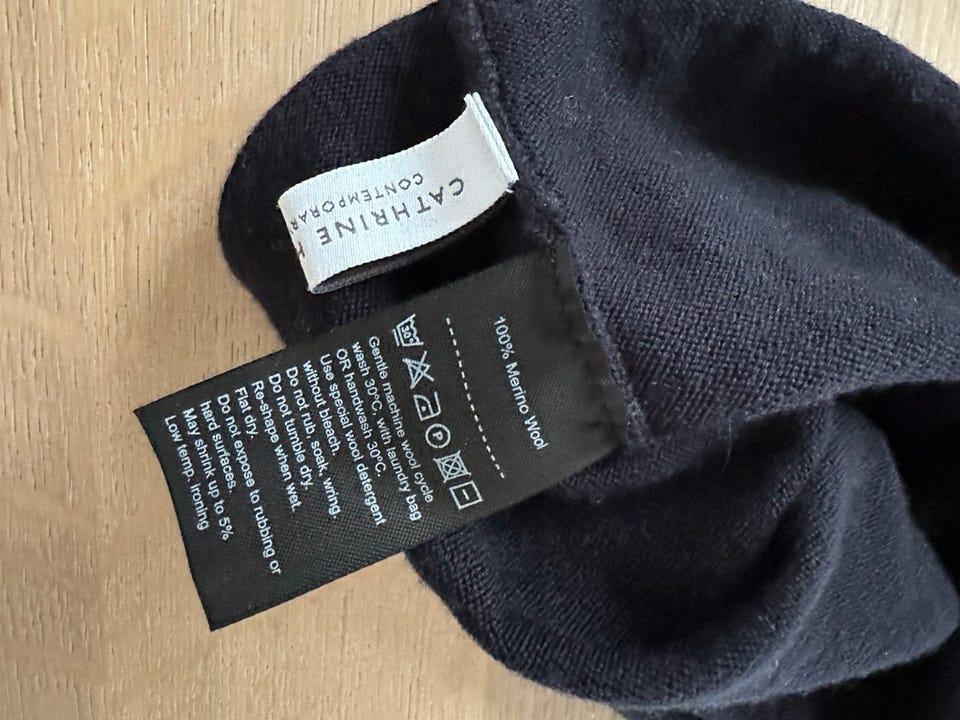 CATHRINE
CONTEMPORAR
100% Merino Wool
30°
P
Gentle machine wool cycle
wash 30°C, with laundry bag
OR handwash 30°C.
Use special wool detergent
without bleach.
Do not rub, soak, wring.
Do not tumble dry.
Re-shape when wet.
Flat dry.
Do not expose to rubbing or
hard surfaces.
May shrink up to 5%
Low temp. ironing